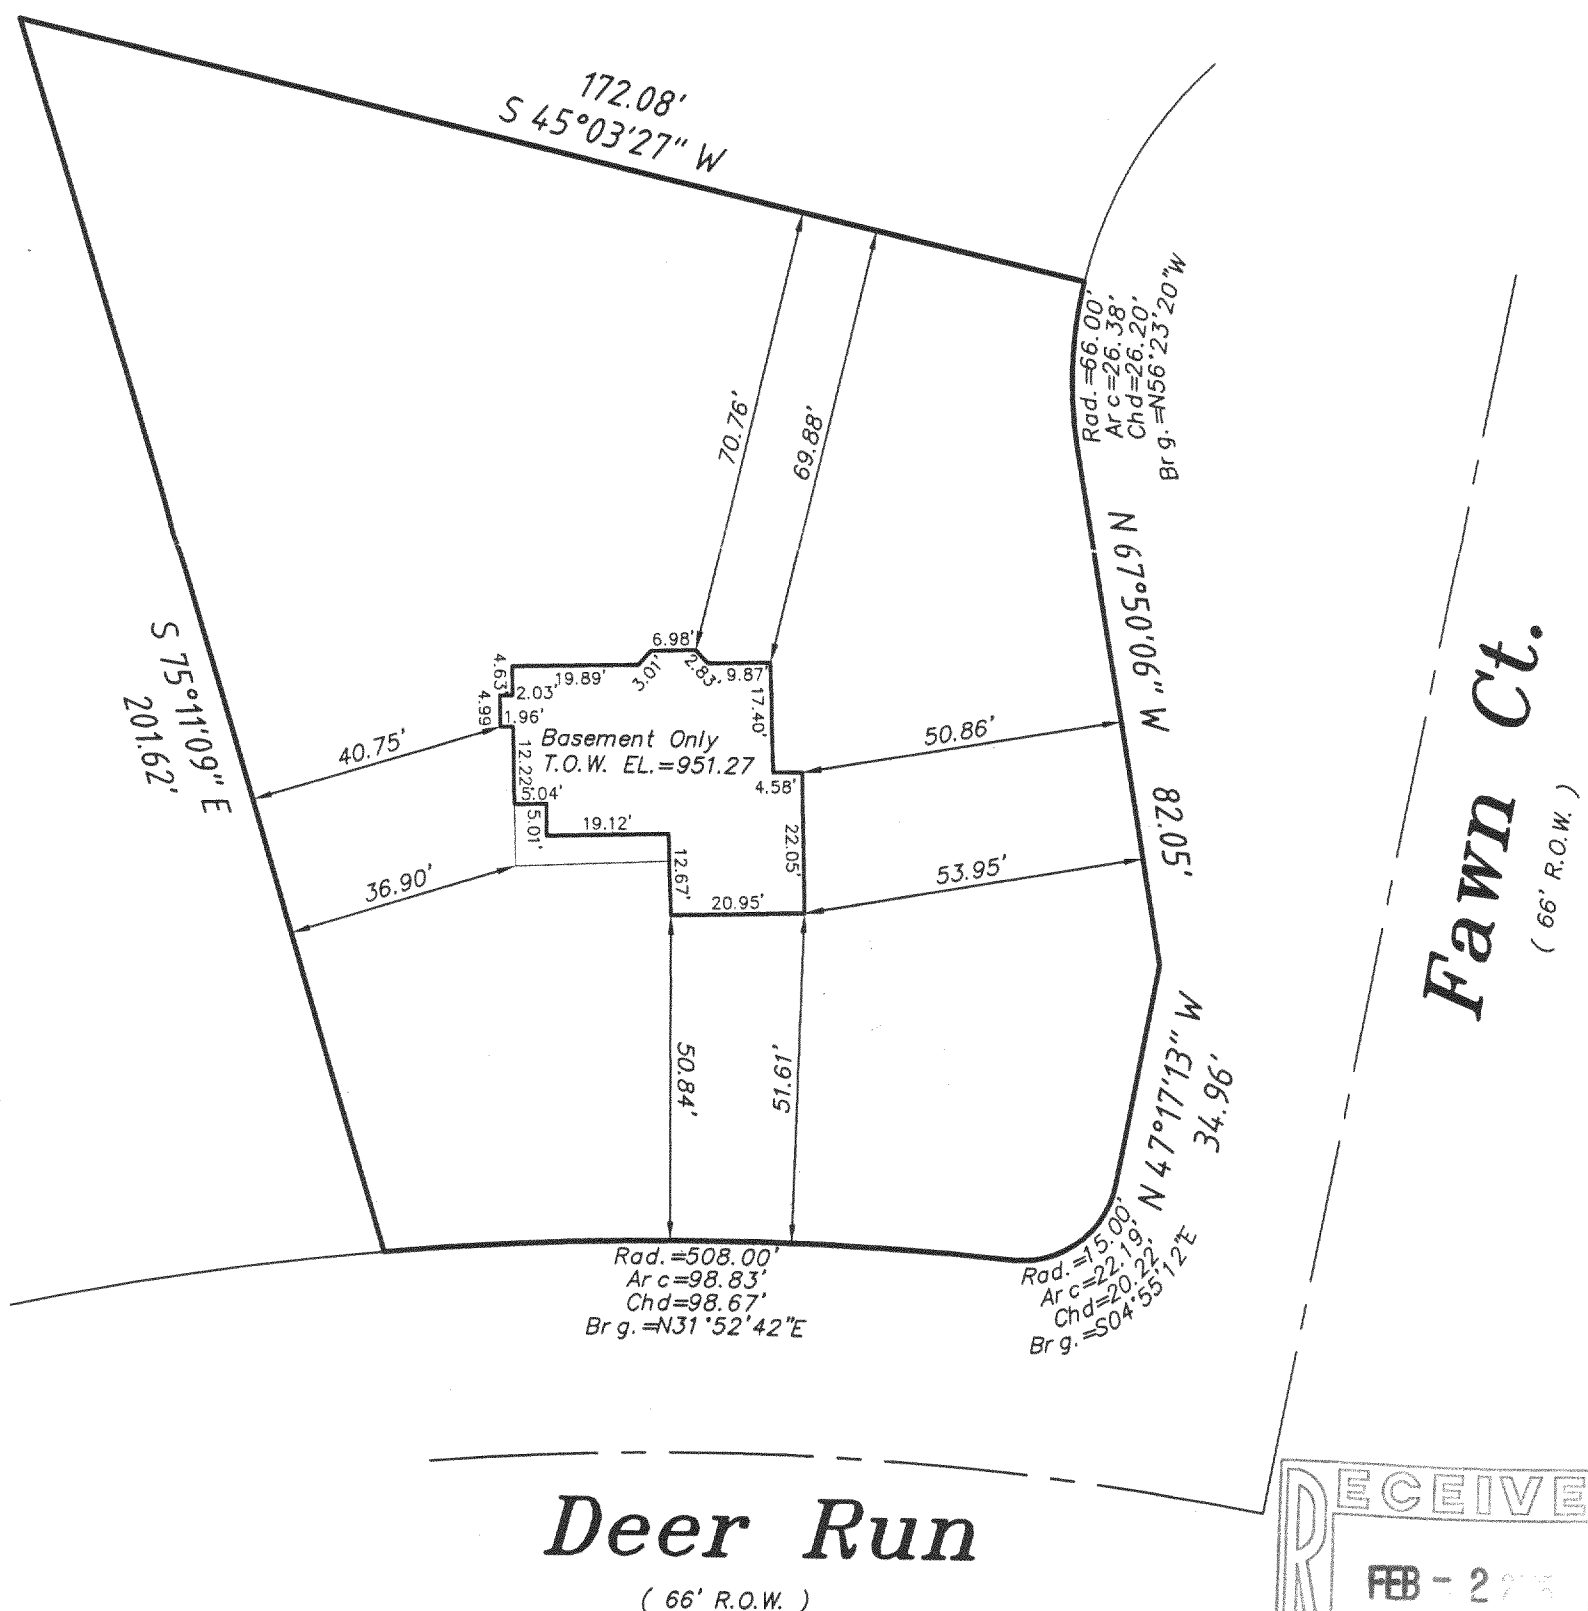 172.08'
S 45°03'27" W
Rad.=66.00'
Arc=26.38'
Chd=26.20'
Brg.=N56°23'20"W
70.76'
69.88'
N 67°50'06" W 82.05'
Fawn Ct.
( 66' R.O.W. )
S 75°11'09" E
201.62'
6.98'
4.63'
19.89'
3.01'
2.83'
9.87'
2.03'
4.99
1.96'
17.40'
Basement Only
T.O.W. EL.=951.27
40.75'
50.86'
12.22'
5.04'
4.58'
5.01'
19.12'
22.05'
12.67'
36.90'
53.95'
20.95'
50.84'
51.91'
N 47°17'13" W
34.96'
Rad.=15.00'
Arc=22.19'
Chd=20.22'
Brg.=S04°55'12"E
Rad.=508.00'
Arc=98.83'
Chd=98.67'
Brg.=N31°52'42"E
Deer Run
( 66' R.O.W. )
RECEIVE
FEB - 2